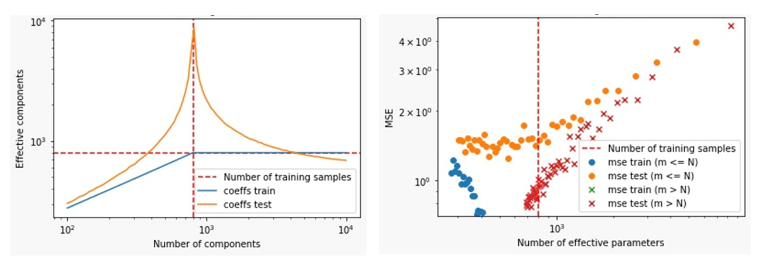 10⁴
10³
Effective components
Number of training samples
coeffs train
coeffs test
10² 10³ 10⁴
Number of components
4 × 10⁰
3 × 10⁰
2 × 10⁰
10⁰
MSE
Number of training samples
mse train (m <= N)
mse test (m <= N)
mse train (m > N)
mse test (m > N)
10³
Number of effective parameters